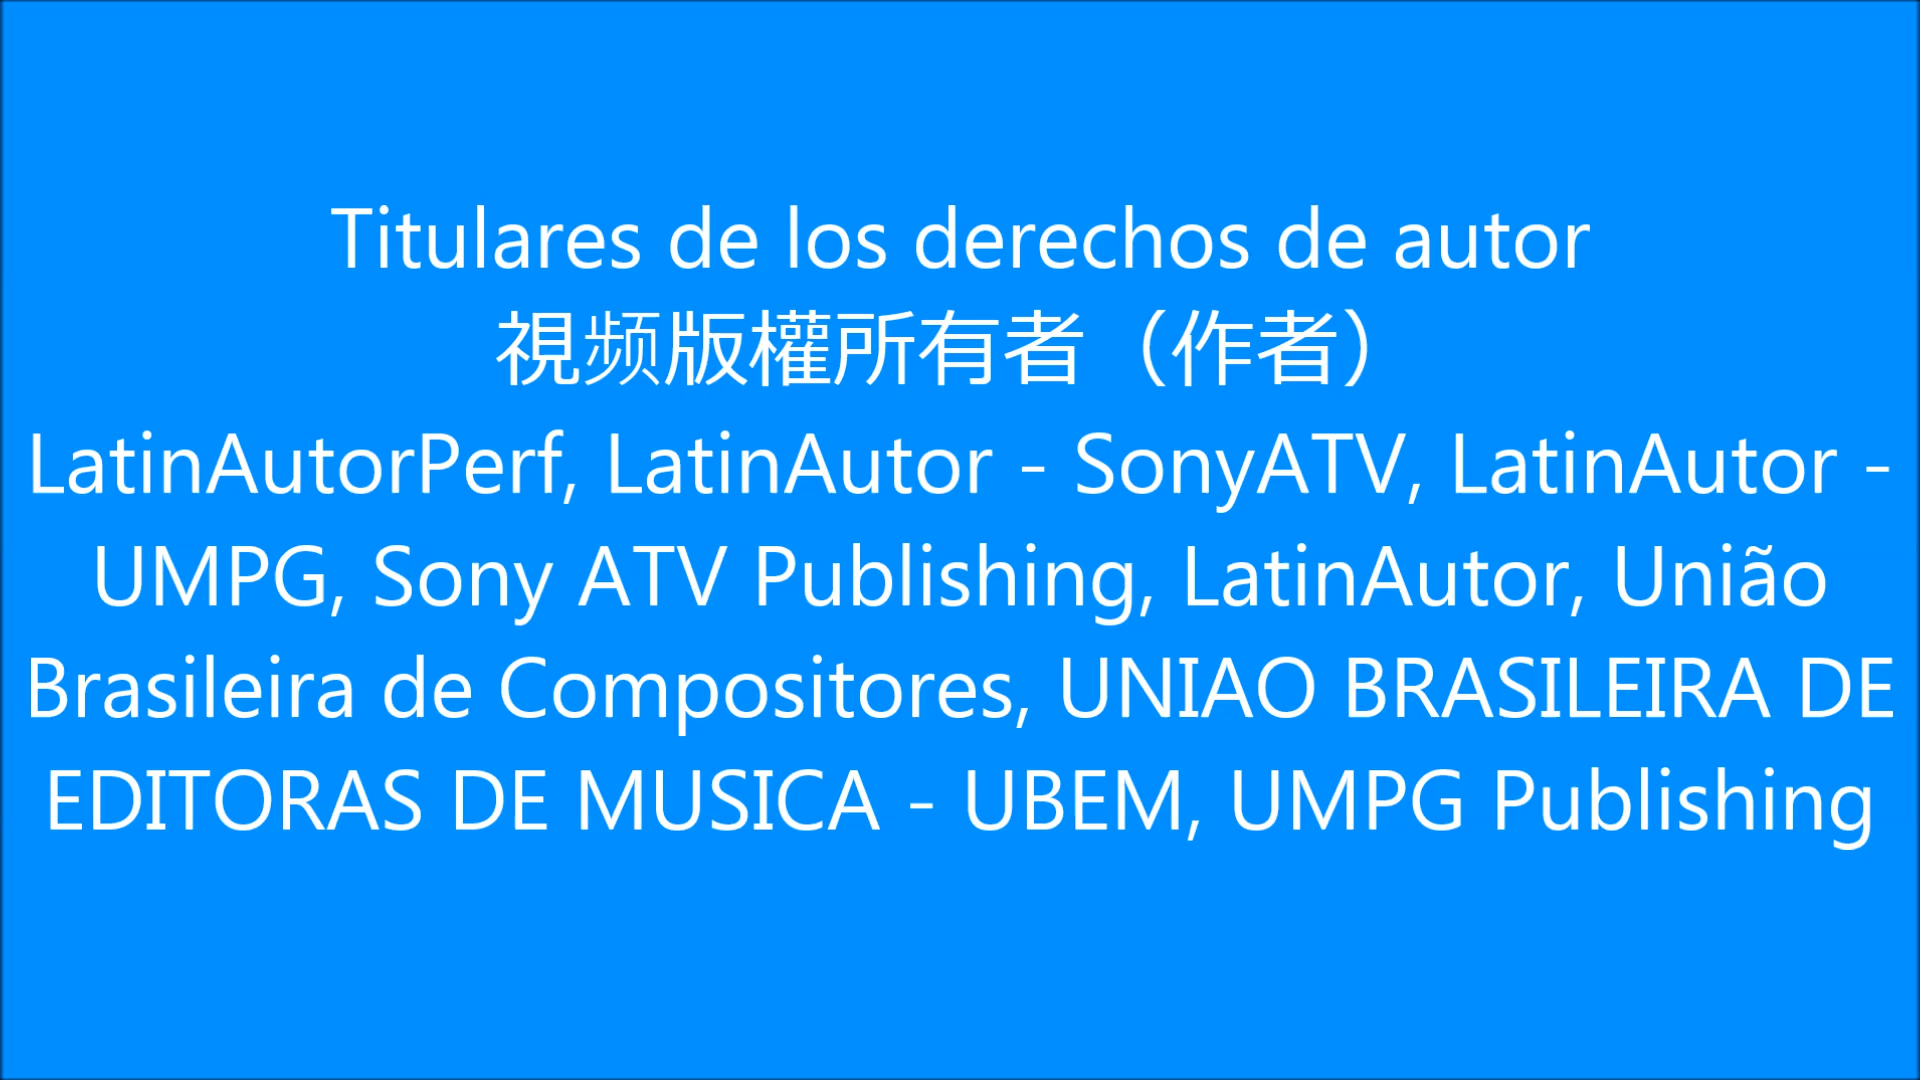 Titulares de los derechos de autor
視频版權所有者（作者）
LatinAutorPerf, LatinAutor - SonyATV, LatinAutor -
UMPG, Sony ATV Publishing, LatinAutor, União
Brasileira de Compositores, UNIAO BRASILEIRA DE
EDITORAS DE MUSICA - UBEM, UMPG Publishing